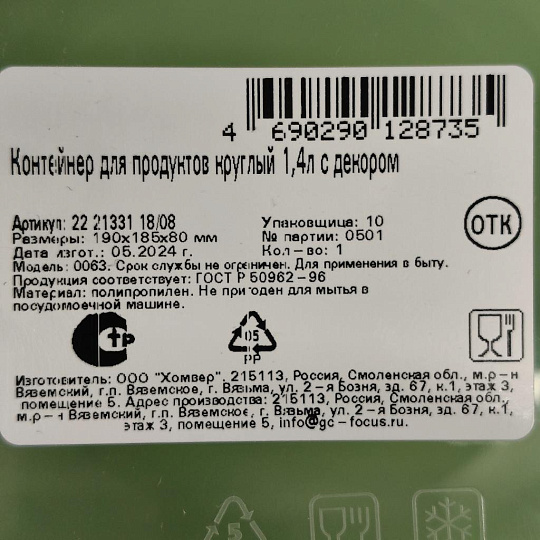 4 690290 128735
Контейнер для продуктов круглый 1,4л с декором
Артикул: 22 21331 18/08
Упаковщица: 10
Размеры: 190x185x80 мм
№ партии: 0501
Дата изгот.: 05.2024 г.
Кол-во: 1
ОТК
Модель: 0063. Срок службы не ограничен. Для применения в быту.
Продукция соответствует: ГОСТ Р 50962-96
Материал: полипропилен. Не пригоден для мытья в
посудомоечной машине.
СТР
05
PP
Изготовитель: ООО "Хомвер". 215113, Россия, Смоленская обл., м.р-н
Вяземский, г.п. Вяземское, г. Вязьма, ул. 2-я Бозня, зд. 67, к.1, этаж 3,
помещение 5. Адрес производства: 215113, Россия, Смоленская обл.,
м.р-н Вяземский, г.п. Вяземское, г. Вязьма, ул. 2-я Бозня, зд. 67, к.1,
этаж 3, помещение 5, info@gc-focus.ru.
5